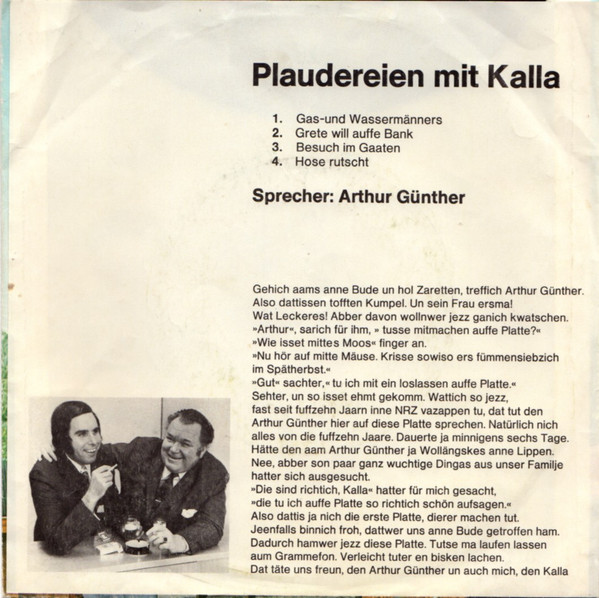 Plaudereien mit Kalla
1. Gas-und Wassermänners
2. Grete will auffe Bank
3. Besuch im Gaaten
4. Hose rutscht
Sprecher: Arthur Günther
Gehich aams anne Bude un hol Zaretten, treffich Arthur Günther.
Also dattissen tofften Kumpel. Un sein Frau ersma!
Wat Leckeres! Abber davon wollnwer jezz ganich kwatschen.
»Arthur«, sarich für ihm, » tusse mitmachen auffe Platte?«
»Wie isset mittes Moos« finger an.
»Nu hör auf mitte Mäuse. Krisse sowiso ers fümmensiebzich
im Spätherbst.«
»Gut« sachter,« tu ich mit ein loslassen auffe Platte.«
Sehter, un so isset ehmt gekomm. Wattich so jezz,
fast seit fuffzehn Jaarn inne NRZ vazappen tu, dat tut den
Arthur Günther hier auf diese Platte sprechen. Natürlich nich
alles von die fuffzehn Jaare. Dauerte ja minnigens sechs Tage.
Hätte den aam Arthur Günther ja Wollängskes anne Lippen.
Nee, abber son paar ganz wuchtige Dingas aus unser Familje
hatter sich ausgesucht.
»Die sind richtich, Kalla« hatter für mich gesacht,
»die tu ich auffe Platte so richtich schön aufsagen.«
Also dattis ja nich die erste Platte, dierer machen tut.
Jeenfalls binnich froh, dattwer uns anne Bude getroffen ham.
Dadurch hamwer jezz diese Platte. Tutse ma laufen lassen
aum Grammefon. Verleicht tuter en bisken lachen.
Dat täte uns freun, den Arthur Günther un auch mich, den Kalla